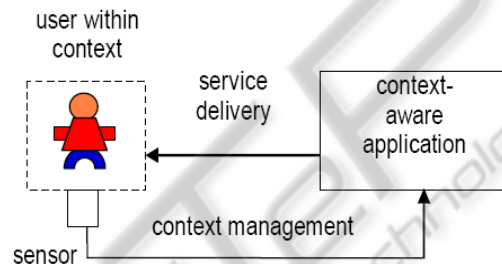 user within
context
service
delivery
context-
aware
application
context management
sensor